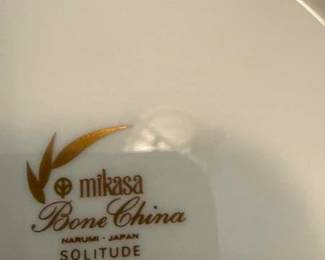 mikasa
Bone China
NARUMI - JAPAN
SOLITUDE